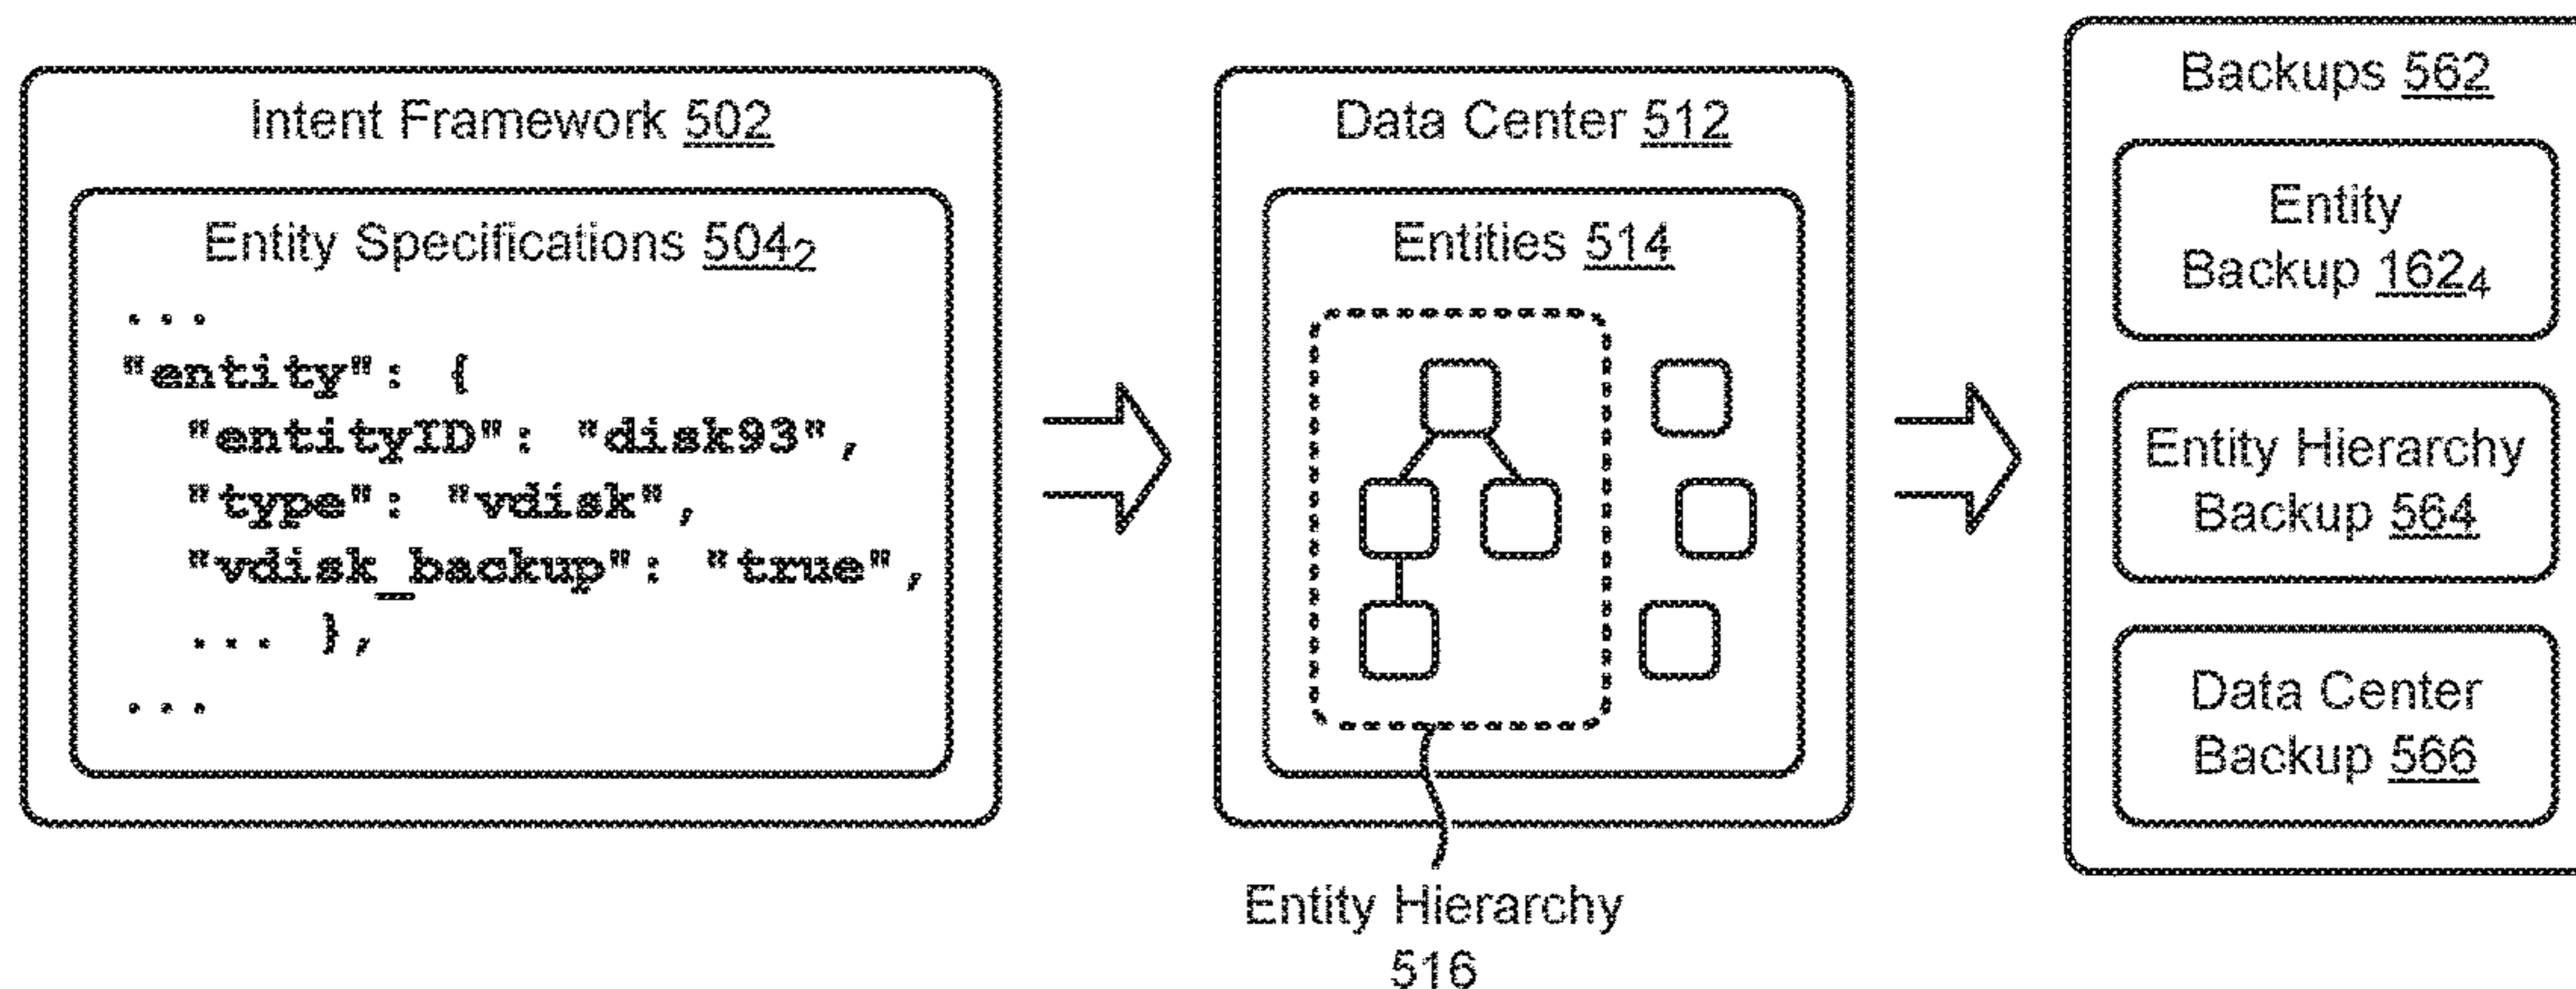 Intent Framework 502
Entity Specifications 504₂
...
"entity": {
"entityID": "disk93",
"type": "vdisk",
"vdisk_backup": "true",
... },
...
Data Center 512
Entities 514
Entity Hierarchy
516
Backups 562
Entity
Backup 162₄
Entity Hierarchy
Backup 564
Data Center
Backup 566